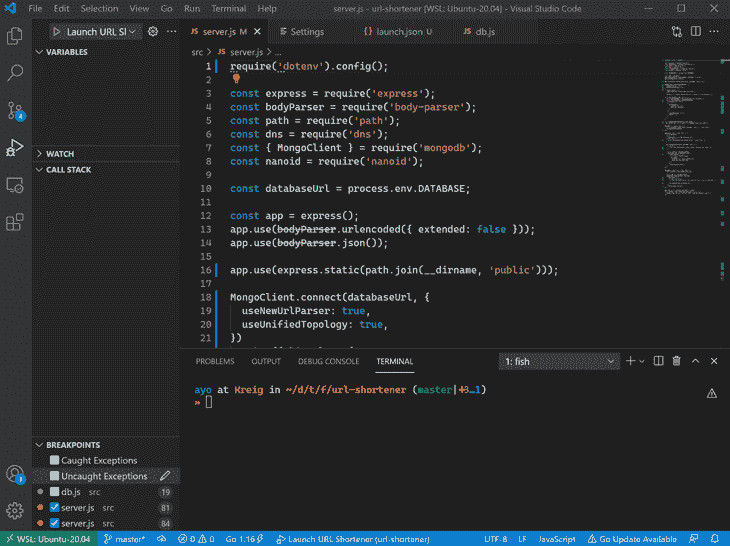 File Edit Selection View Go Run Terminal Help
server.js - url-shortener [WSL: Ubuntu-20.04] - Visual Studio Code
Launch URL Sl
JS server.js M
Settings
{ } launch.json U
JS db.js
VARIABLES
src > JS server.js > ...
1 require('dotenv').config();
2
3 const express = require('express');
4 const bodyParser = require('body-parser');
5 const path = require('path');
6 const dns = require('dns');
7 const { MongoClient } = require('mongodb');
8 const nanoid = require('nanoid');
9
10 const databaseUrl = process.env.DATABASE;
11
12 const app = express();
13 app.use(bodyParser.urlencoded({ extended: false }));
14 app.use(bodyParser.json());
15
16 app.use(express.static(path.join(__dirname, 'public')));
17
18 MongoClient.connect(databaseUrl, {
19 useNewUrlParser: true,
20 useUnifiedTopology: true,
21 })
WATCH
CALL STACK
PROBLEMS OUTPUT DEBUG CONSOLE TERMINAL
1: fish
ayo at Kreig in ~/d/t/f/url-shortener (master|
»
BREAKPOINTS
Caught Exceptions
Uncaught Exceptions
db.js src 19
server.js src 81
server.js src 84
WSL: Ubuntu-20.04 master* 0 0 Go 1.16 Launch URL Shortener (url-shortener) UTF-8 LF JavaScript Go Update Available